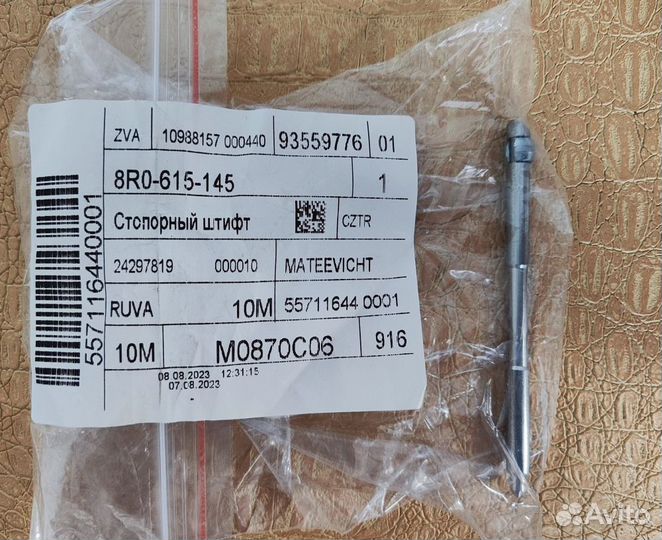 ZVA 10988157 000440 93559776 01
8R0-615-145 1
Стопорный штифт CZTR
24297819 000010 MATEEVICHT
RUVA 10M 55711644 0001
10M M0870C06 916
08.08.2023 12:31:15
07.08.2023
557116440001
Avito